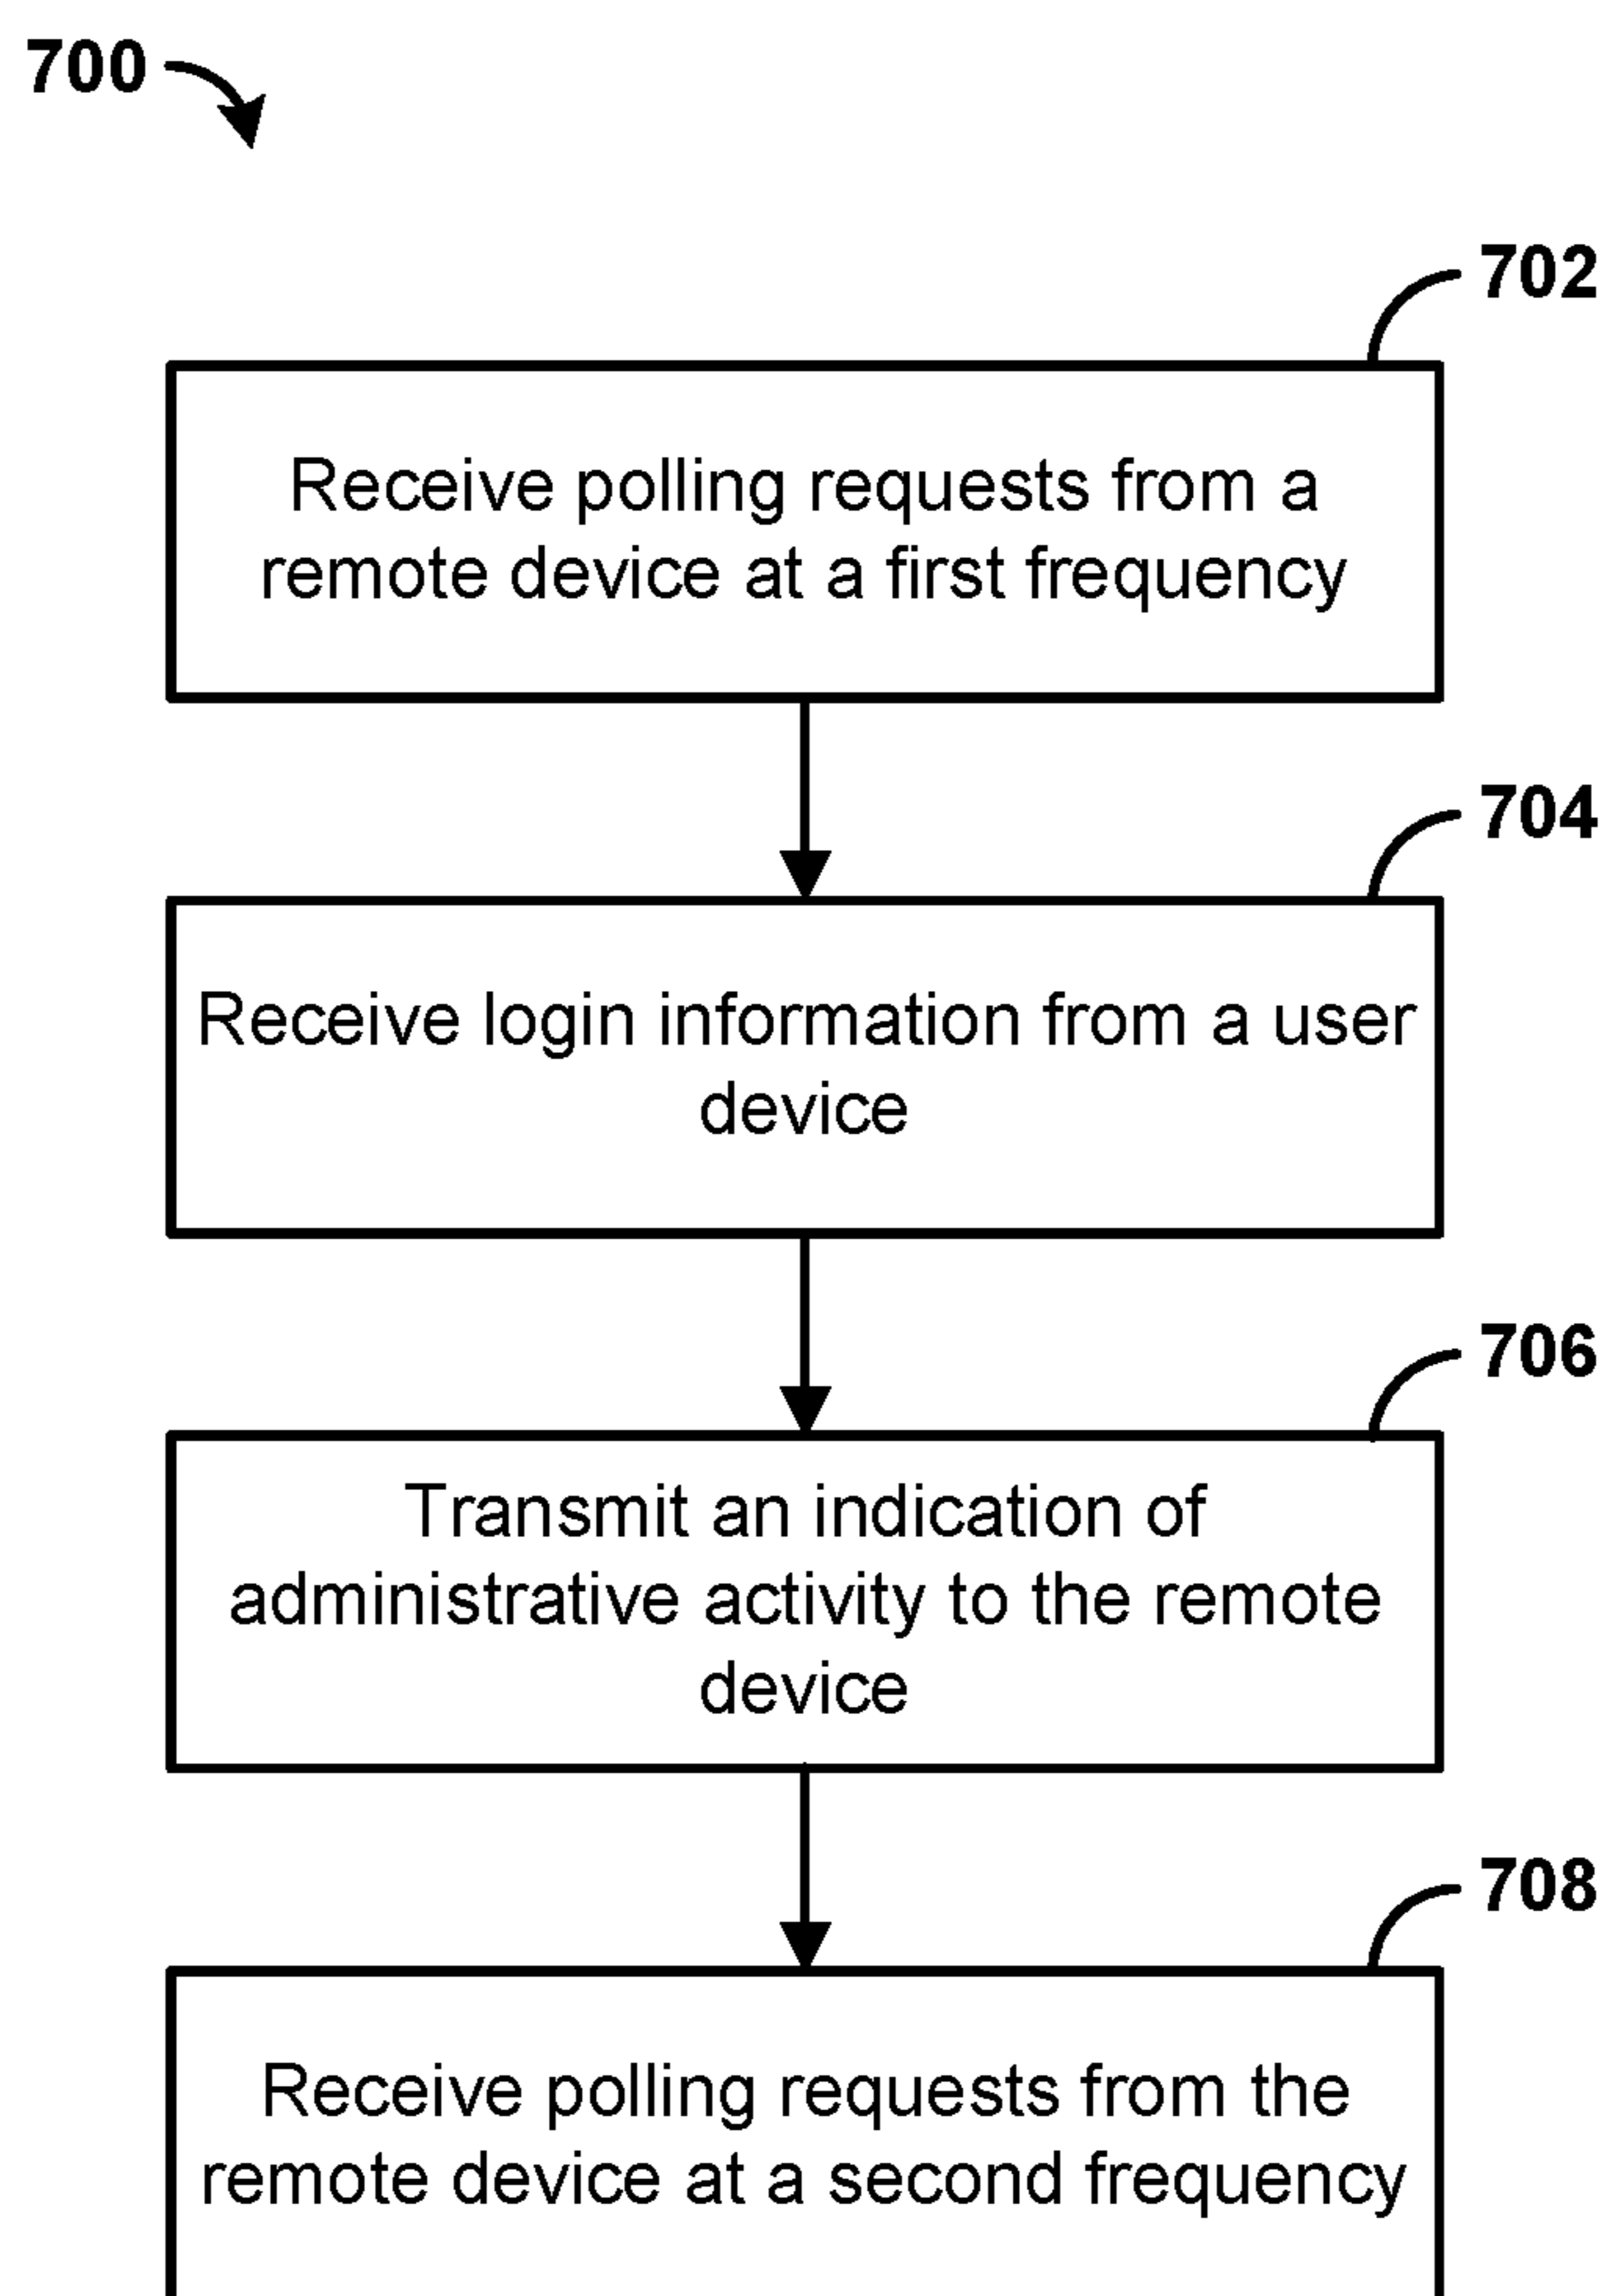 700
702
Receive polling requests from a
remote device at a first frequency
704
Receive login information from a user
device
706
Transmit an indication of
administrative activity to the remote
device
708
Receive polling requests from the
remote device at a second frequency